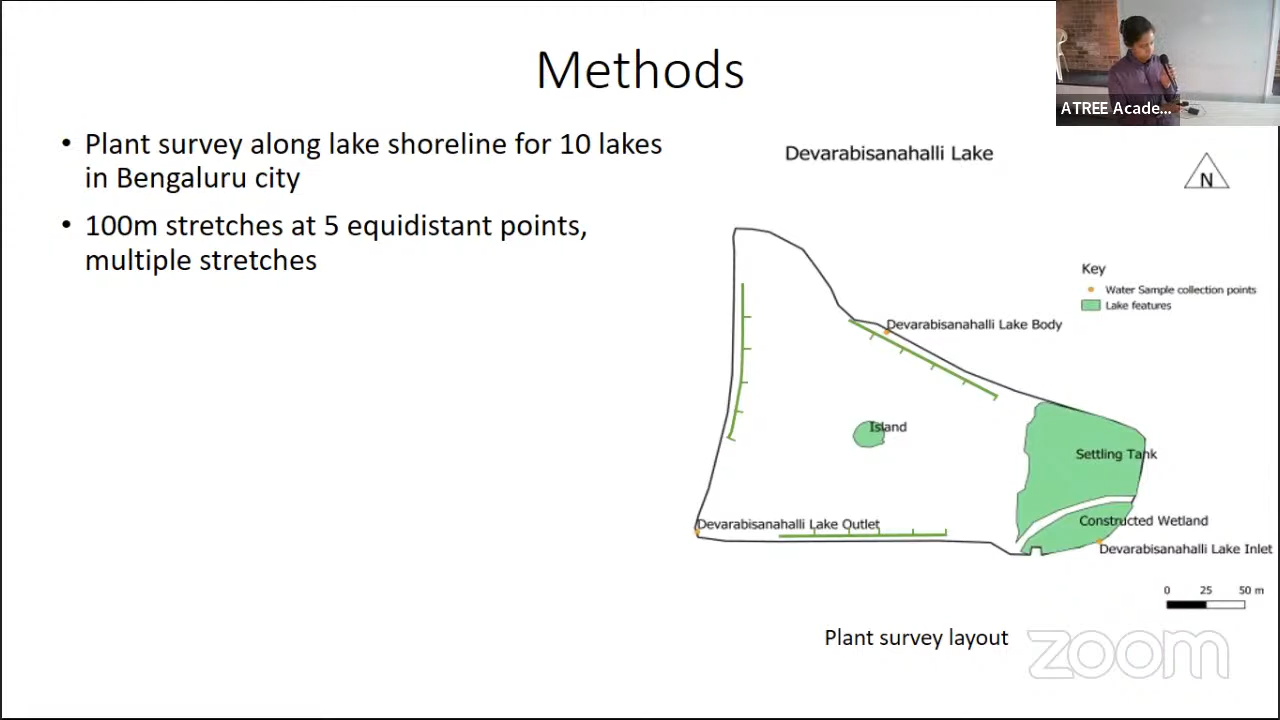 Methods
ATREE Acade...
• Plant survey along lake shoreline for 10 lakes
in Bengaluru city
• 100m stretches at 5 equidistant points,
multiple stretches
Devarabisanahalli Lake
N
Key
Water Sample collection points
Lake features
Devarabisanahalli Lake Body
Island
Settling Tank
Constructed Wetland
Devarabisanahalli Lake Outlet
Devarabisanahalli Lake Inlet
0 25 50 m
Plant survey layout
zoom